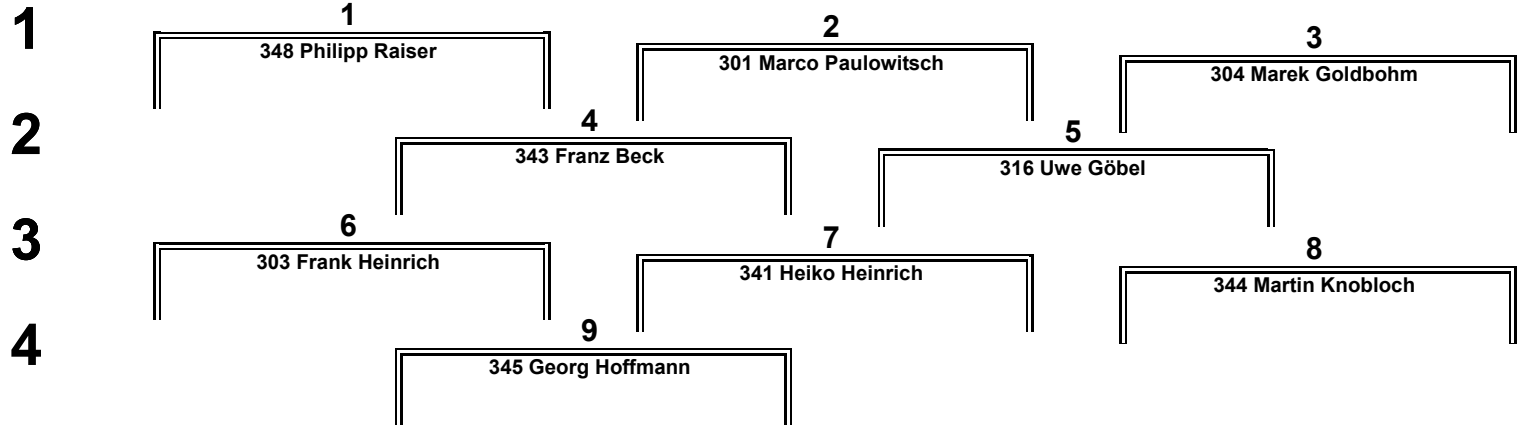 1
1
348 Philipp Raiser
2
301 Marco Paulowitsch
3
304 Marek Goldbohm
2
4
343 Franz Beck
5
316 Uwe Göbel
3
6
303 Frank Heinrich
7
341 Heiko Heinrich
8
344 Martin Knobloch
4
9
345 Georg Hoffmann